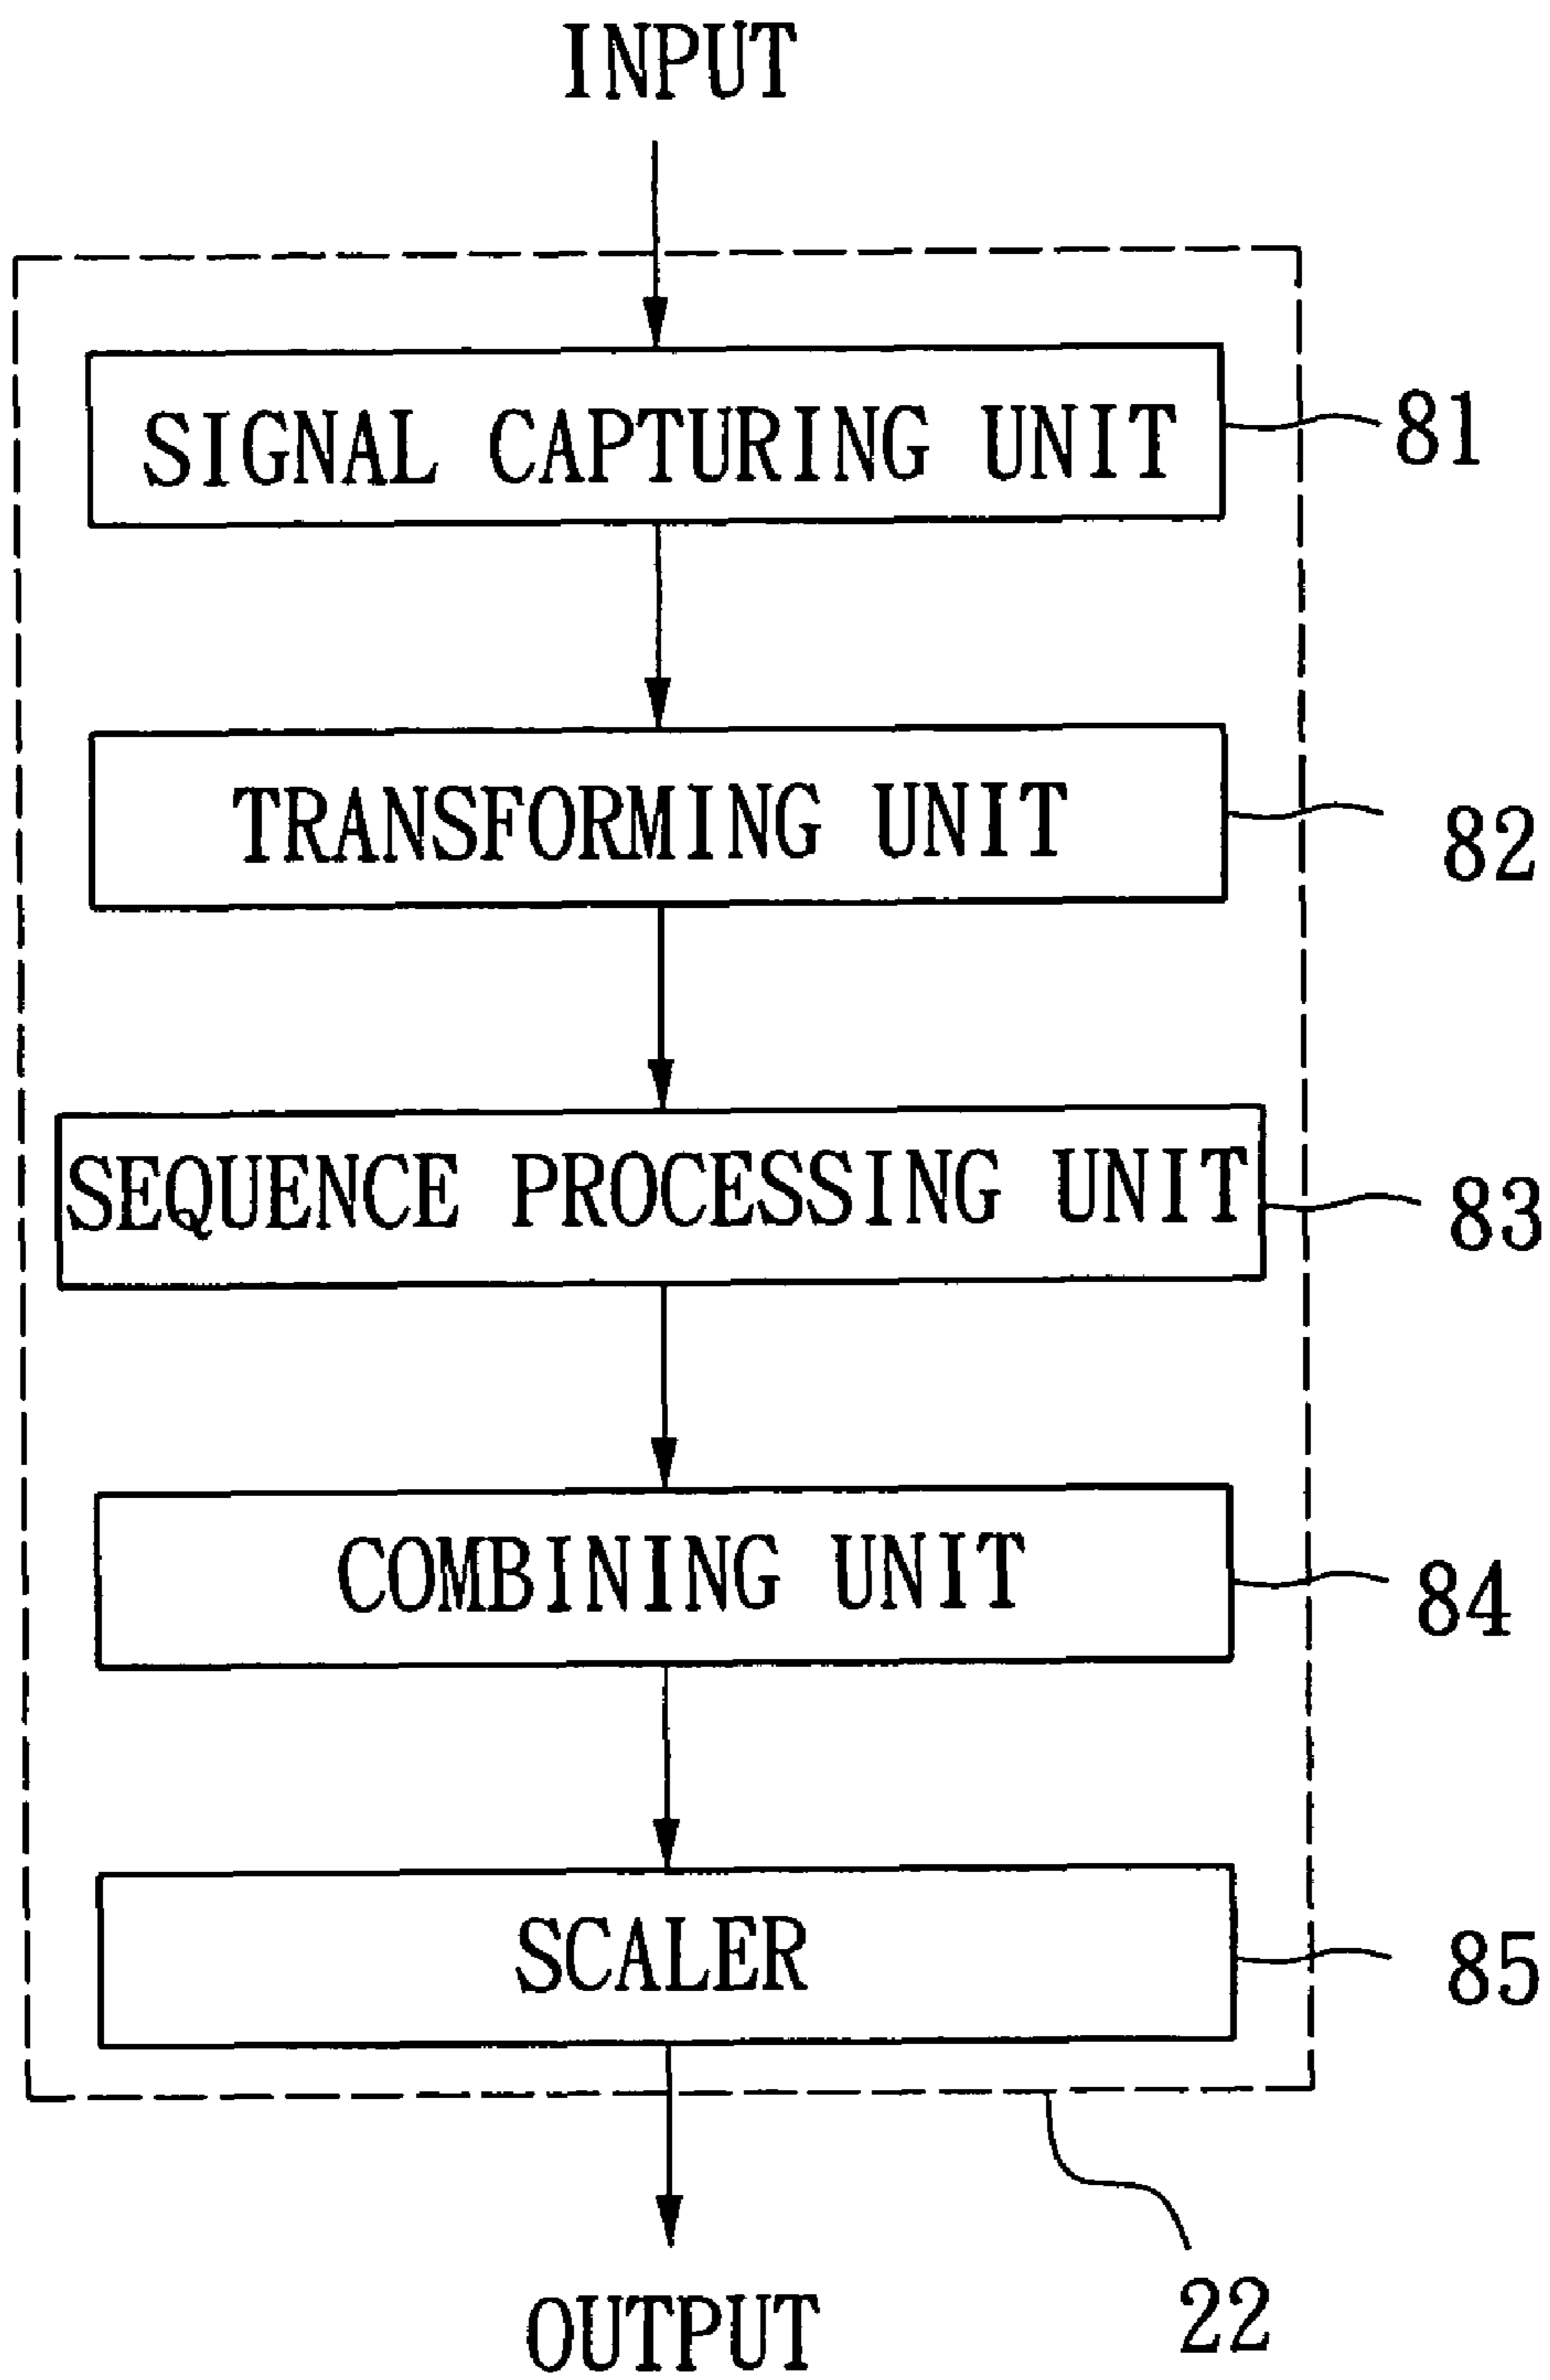 INPUT
SIGNAL CAPTURING UNIT
81
TRANSFORMING UNIT
82
SEQUENCE PROCESSING UNIT
83
COMBINING UNIT
84
SCALER
85
22
OUTPUT